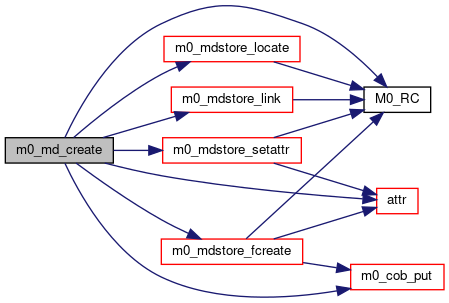 m0_md_create
m0_mdstore_locate
m0_mdstore_link
m0_mdstore_setattr
m0_mdstore_fcreate
M0_RC
attr
m0_cob_put